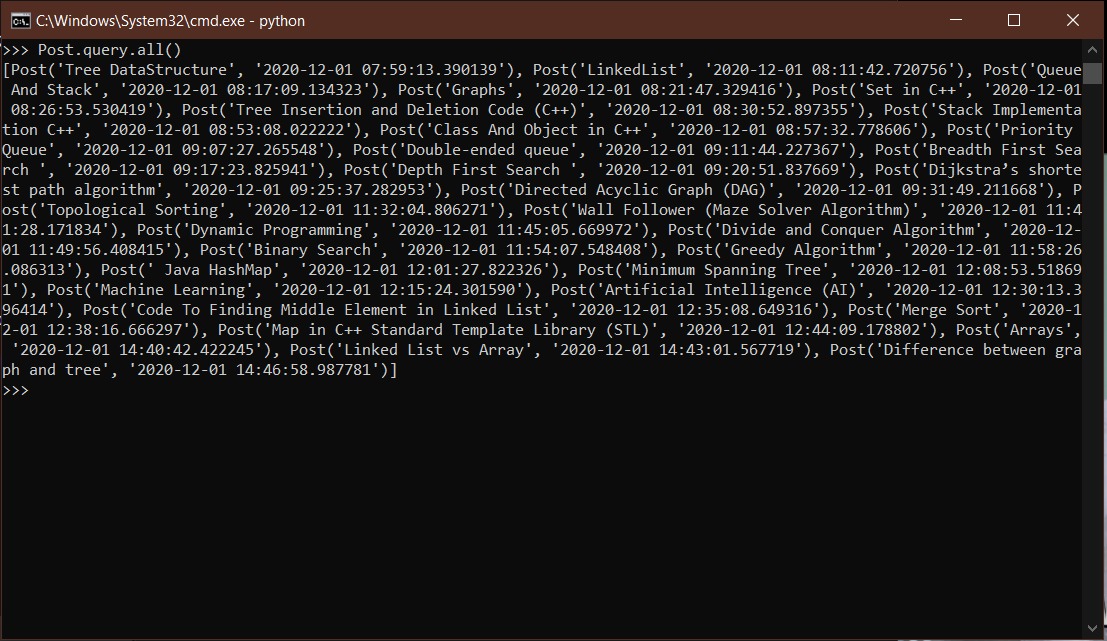 C:\Windows\System32\cmd.exe - python
>>> Post.query.all()
[Post('Tree DataStructure', '2020-12-01 07:59:13.390139'), Post('LinkedList', '2020-12-01 08:11:42.720756'), Post('Queue
 And Stack', '2020-12-01 08:17:09.134323'), Post('Graphs', '2020-12-01 08:21:47.329416'), Post('Set in C++', '2020-12-01
 08:26:53.530419'), Post('Tree Insertion and Deletion Code (C++)', '2020-12-01 08:30:52.897355'), Post('Stack Implementa
tion C++', '2020-12-01 08:53:08.022222'), Post('Class And Object in C++', '2020-12-01 08:57:32.778606'), Post('Priority
Queue', '2020-12-01 09:07:27.265548'), Post('Double-ended queue', '2020-12-01 09:11:44.227367'), Post('Breadth First Sea
rch ', '2020-12-01 09:17:23.825941'), Post('Depth First Search ', '2020-12-01 09:20:51.837669'), Post('Dijkstra’s shorte
st path algorithm', '2020-12-01 09:25:37.282953'), Post('Directed Acyclic Graph (DAG)', '2020-12-01 09:31:49.211668'), P
ost('Topological Sorting', '2020-12-01 11:32:04.806271'), Post('Wall Follower (Maze Solver Algorithm)', '2020-12-01 11:4
1:28.171834'), Post('Dynamic Programming', '2020-12-01 11:45:05.669972'), Post('Divide and Conquer Algorithm', '2020-12-
01 11:49:56.408415'), Post('Binary Search', '2020-12-01 11:54:07.548408'), Post('Greedy Algorithm', '2020-12-01 11:58:26
.086313'), Post(' Java HashMap', '2020-12-01 12:01:27.822326'), Post('Minimum Spanning Tree', '2020-12-01 12:08:53.51869
1'), Post('Machine Learning', '2020-12-01 12:15:24.301590'), Post('Artificial Intelligence (AI)', '2020-12-01 12:30:13.3
96414'), Post('Code To Finding Middle Element in Linked List', '2020-12-01 12:35:08.649316'), Post('Merge Sort', '2020-1
2-01 12:38:16.666297'), Post('Map in C++ Standard Template Library (STL)', '2020-12-01 12:44:09.178802'), Post('Arrays',
 '2020-12-01 14:40:42.422245'), Post('Linked List vs Array', '2020-12-01 14:43:01.567719'), Post('Difference between gra
ph and tree', '2020-12-01 14:46:58.987781')]
>>>